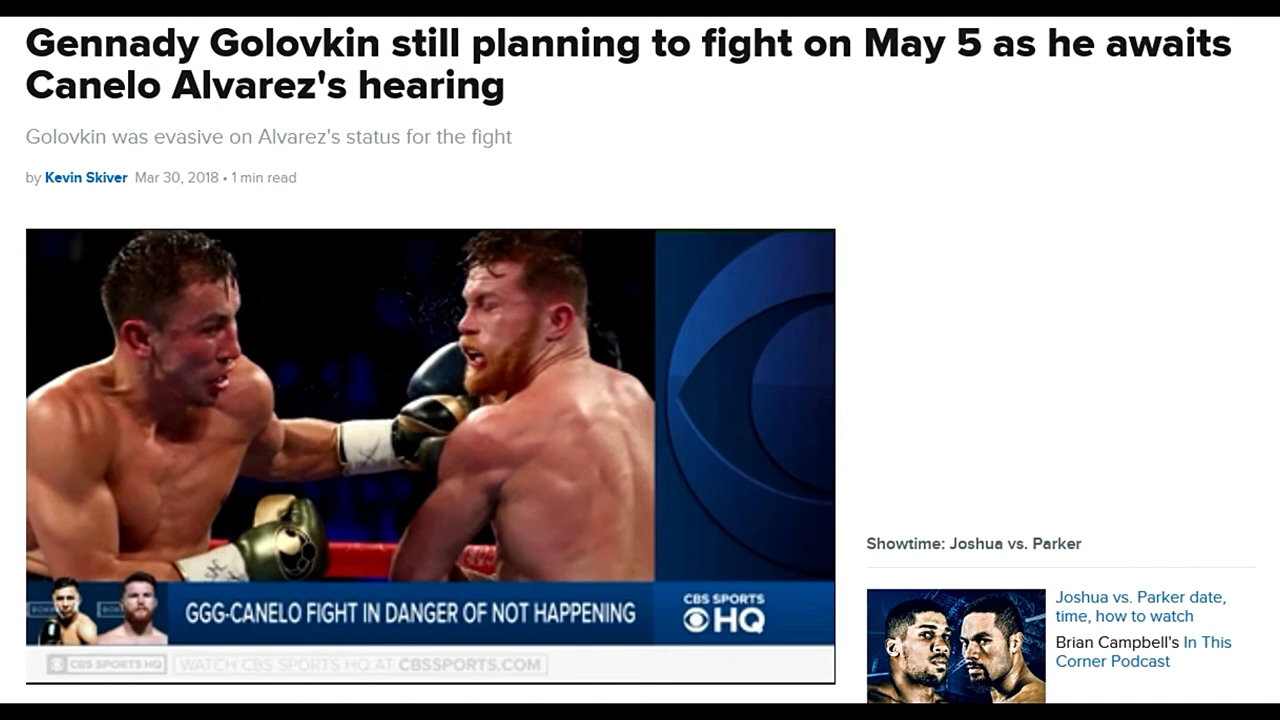 Gennady Golovkin still planning to fight on May 5 as he awaits
Canelo Alvarez's hearing
Golovkin was evasive on Alvarez's status for the fight
by Kevin Skiver Mar 30, 2018 • 1 min read
GGG-CANELO FIGHT IN DANGER OF NOT HAPPENING
CBS SPORTS
HQ
CBS SPORTS HQ WATCH CBS SPORTS HQ AT CBSSPORTS.COM
Showtime: Joshua vs. Parker
Joshua vs. Parker date,
time, how to watch
Brian Campbell's In This
Corner Podcast